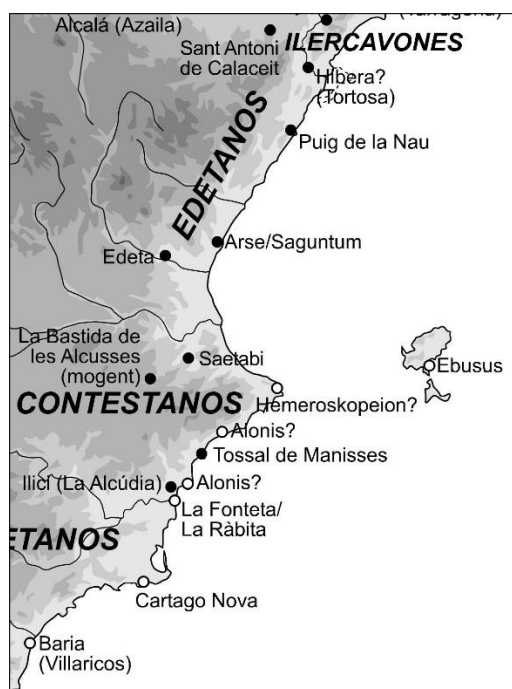 Alcalá (Azaila)
Sant Antoni
de Calaceit
ILERCAVONES
Hibera?
(Tortosa)
Puig de la Nau
EDETANOS
Arse/Saguntum
Edeta
La Bastida de
les Alcusses
(mogent)
Saetabi
Ebusus
CONTESTANOS
Hemeroskopeion?
Alonis?
Tossal de Manisses
Ilici (La Alcúdia)
Alonis?
La Fonteta/
La Ràbita
ETANOS
Cartago Nova
Baria
(Villaricos)